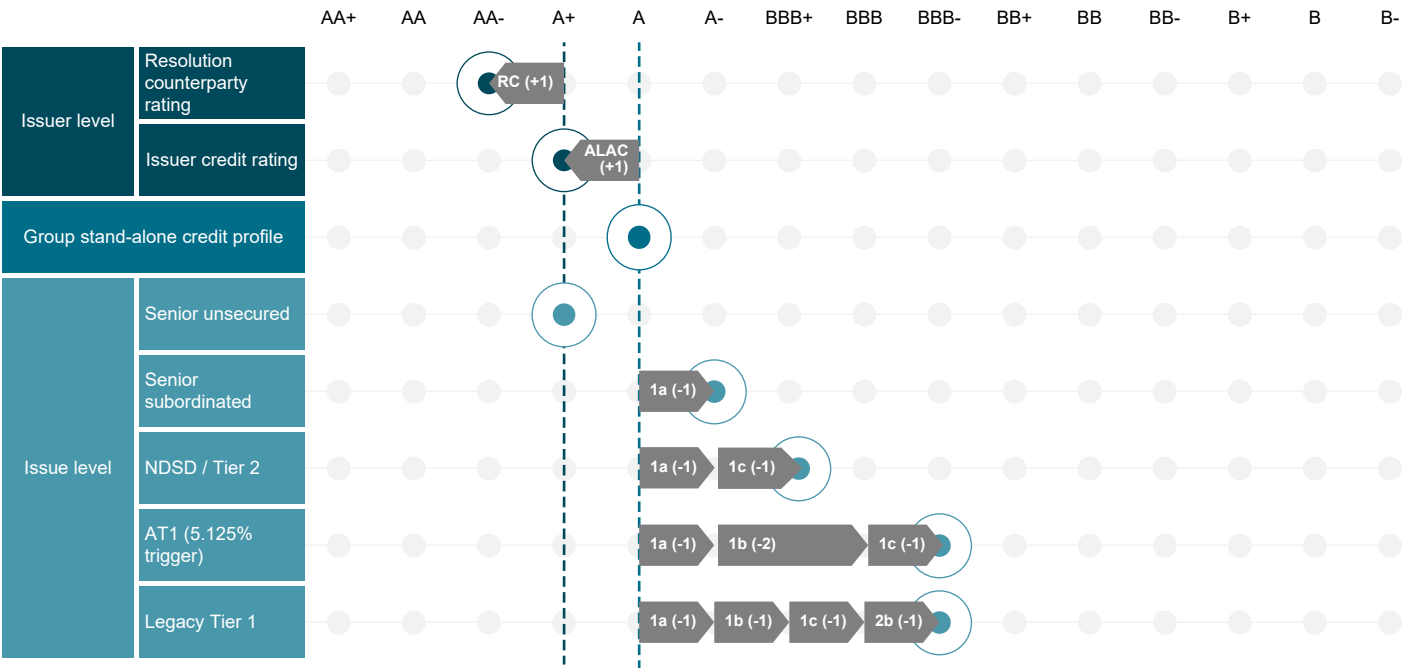 AA+ AA AA- A+ A A- BBB+ BBB BBB- BB+ BB BB- B+ B B-
Issuer level
Resolution
counterparty
rating
RC (+1)
Issuer credit rating
ALAC
(+1)
Group stand-alone credit profile
Issue level
Senior unsecured
Senior
subordinated
1a (-1)
NDSD / Tier 2
1a (-1) 1c (-1)
AT1 (5.125%
trigger)
1a (-1) 1b (-2) 1c (-1)
Legacy Tier 1
1a (-1) 1b (-1) 1c (-1) 2b (-1)